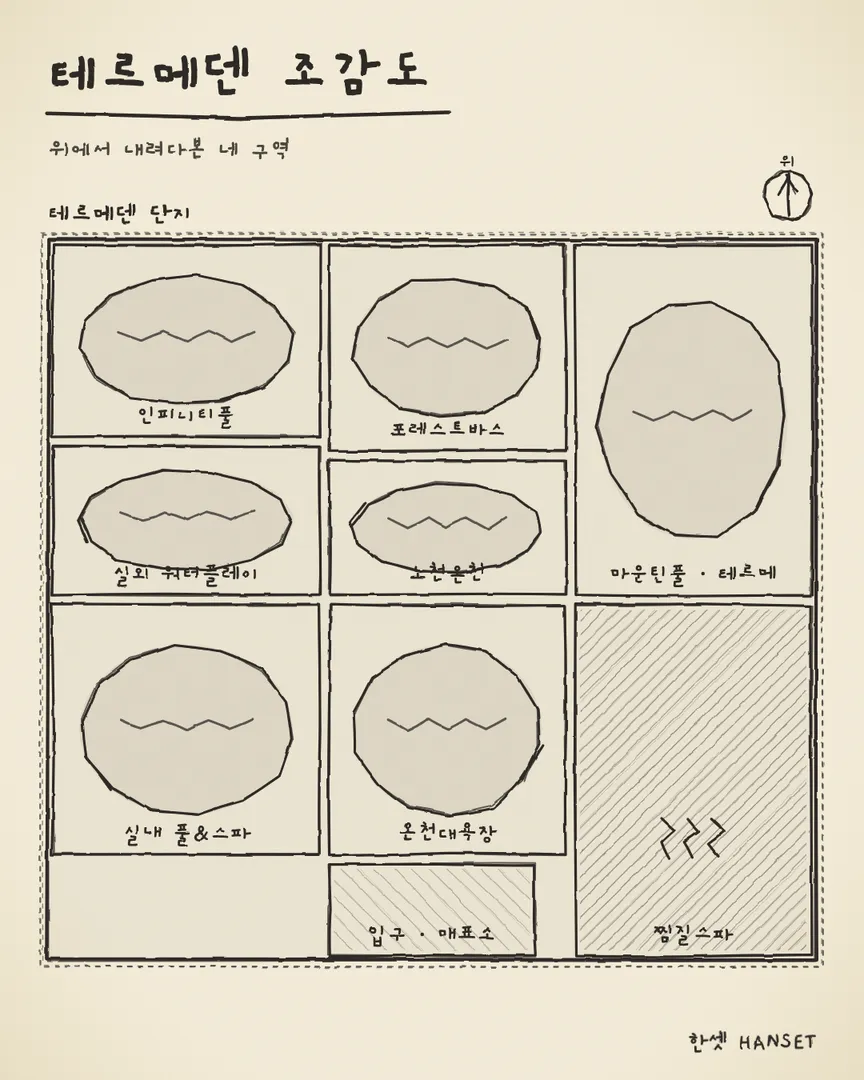 테르메덴 조감도
위에서 내려다본 네 구역
위
테르메덴 단지
인피니티풀
포레스트바스
실외 워터플레이
노천온천
마운틴풀 · 테르메
실내 풀&스파
온천대욕장
입구 · 매표소
찜질스파
한셋 HANSET